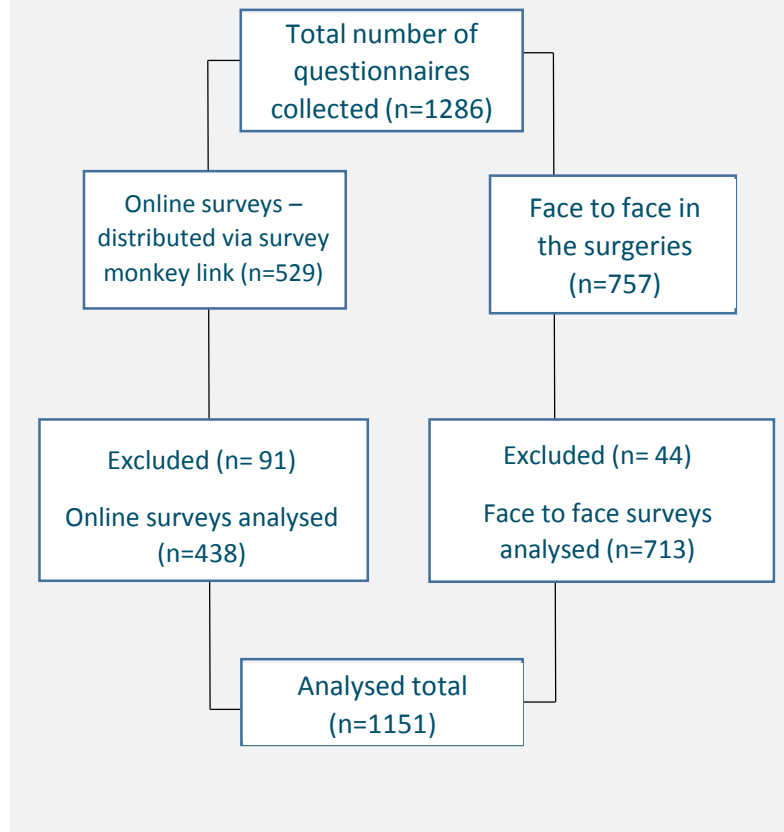 Total number of
questionnaires
collected (n=1286)
Online surveys –
distributed via survey
monkey link (n=529)
Face to face in
the surgeries
(n=757)
Excluded (n= 91)
Online surveys analysed
(n=438)
Excluded (n= 44)
Face to face surveys
analysed (n=713)
Analysed total
(n=1151)